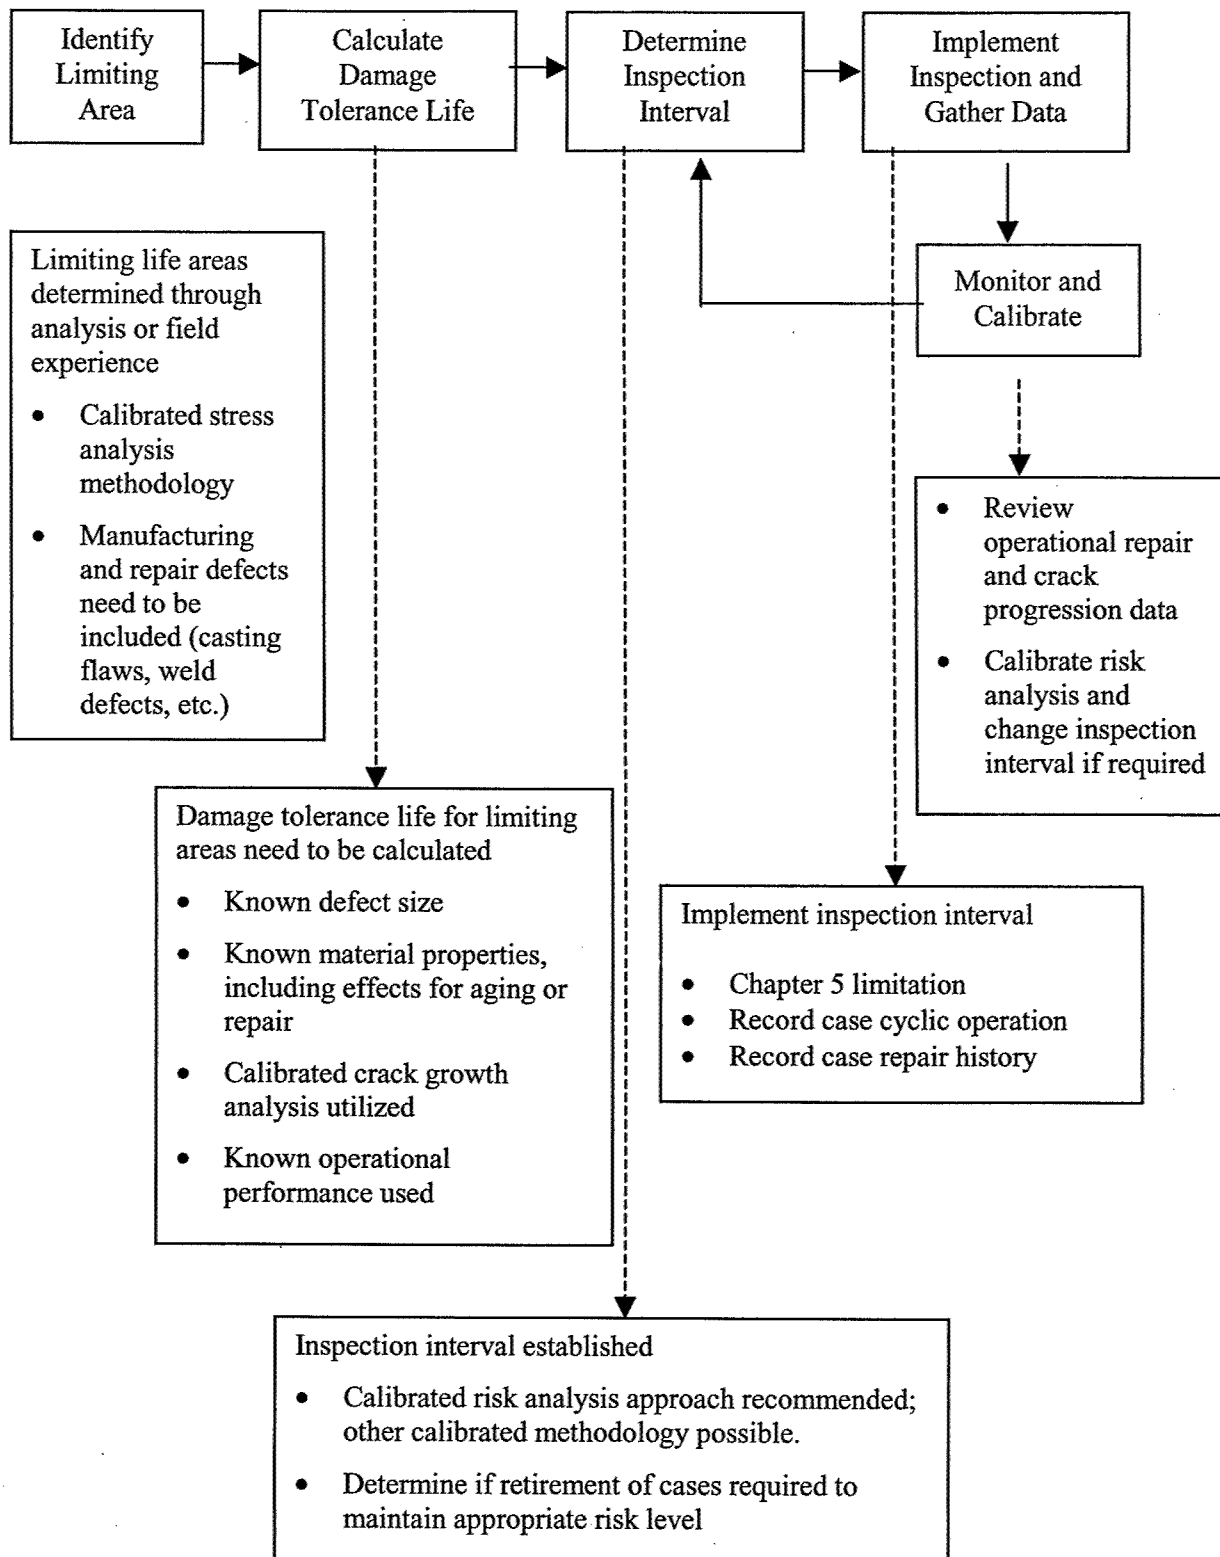 Identify
Limiting
Area
Calculate
Damage
Tolerance Life
Determine
Inspection
Interval
Implement
Inspection and
Gather Data
Monitor and
Calibrate
Limiting life areas
determined through
analysis or field
experience
• Calibrated stress
analysis
methodology
• Manufacturing
and repair defects
need to be
included (casting
flaws, weld
defects, etc.)
• Review
operational repair
and crack
progression data
• Calibrate risk
analysis and
change inspection
interval if required
Damage tolerance life for limiting
areas need to be calculated
• Known defect size
• Known material properties,
including effects for aging or
repair
• Calibrated crack growth
analysis utilized
• Known operational
performance used
Implement inspection interval
• Chapter 5 limitation
• Record case cyclic operation
• Record case repair history
Inspection interval established
• Calibrated risk analysis approach recommended;
other calibrated methodology possible.
• Determine if retirement of cases required to
maintain appropriate risk level